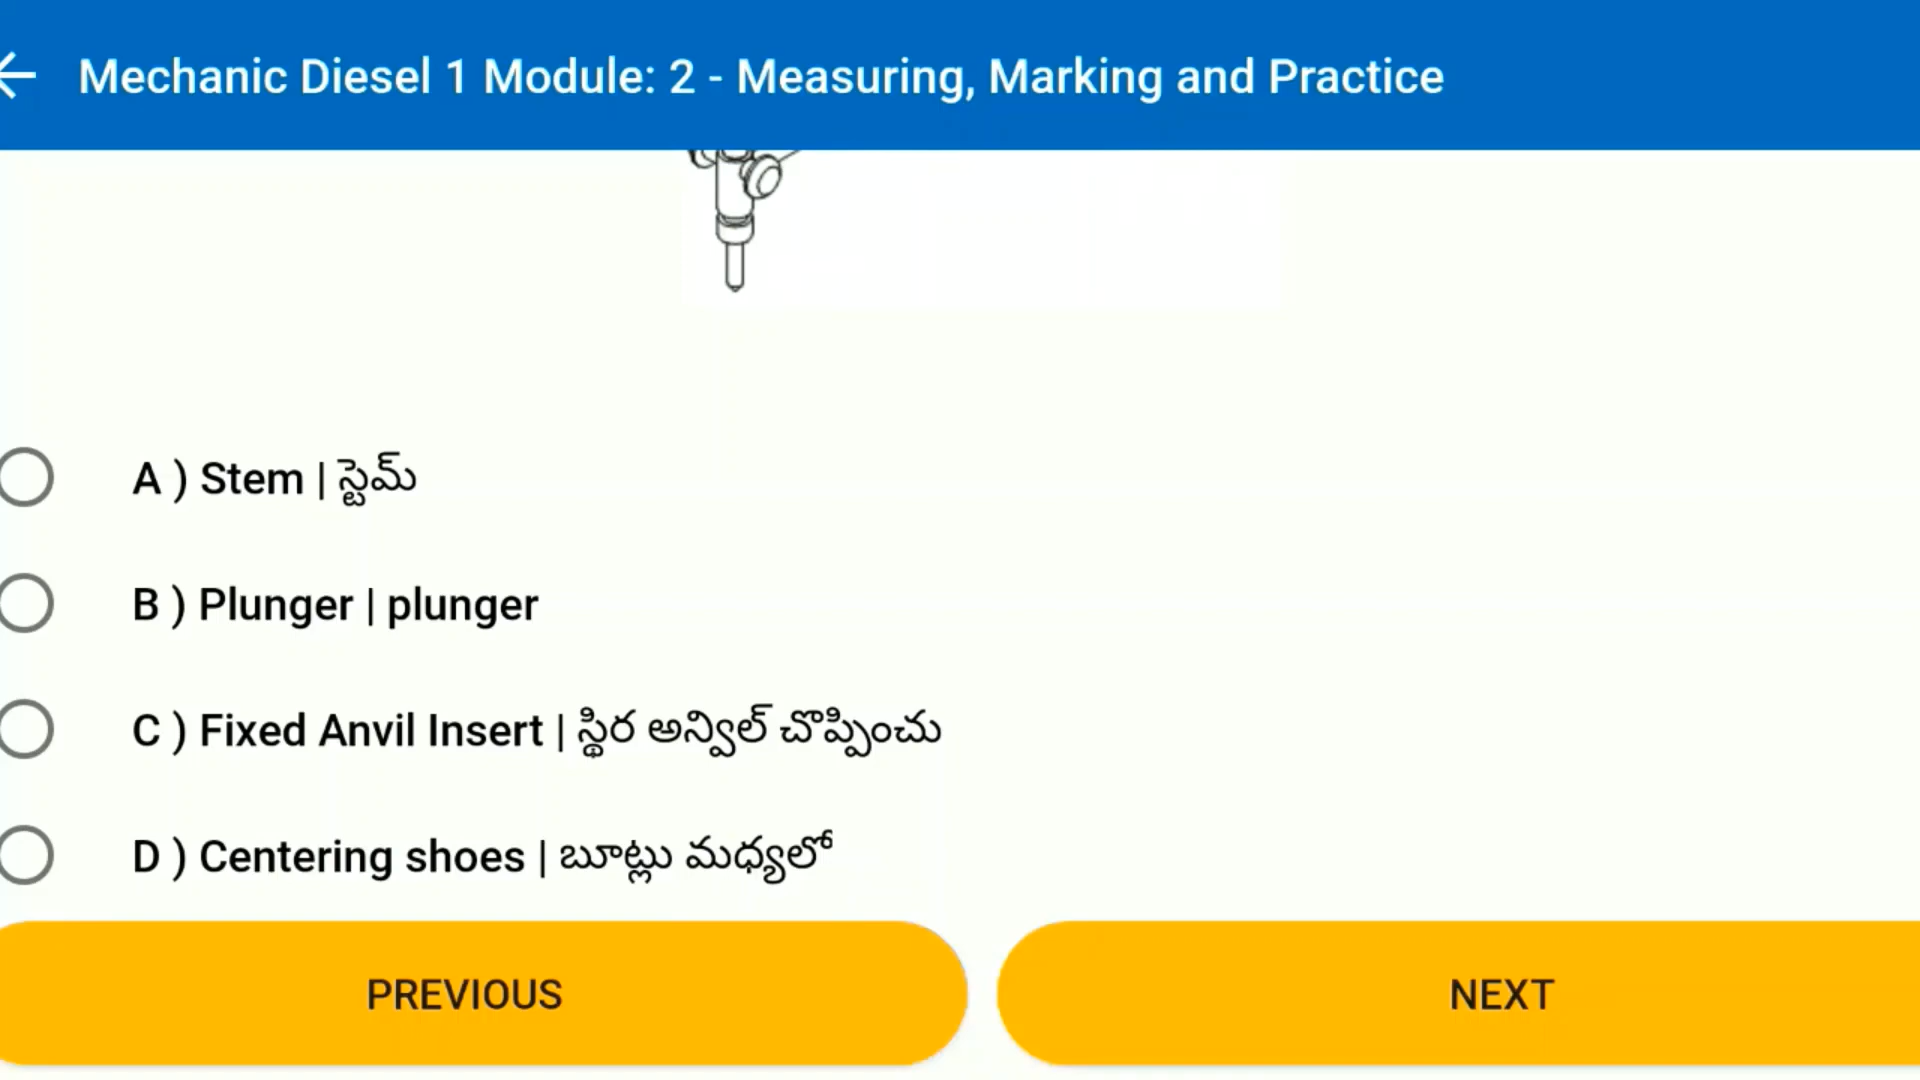 Mechanic Diesel 1 Module: 2 - Measuring, Marking and Practice
A ) Stem | స్టెమ్
B ) Plunger | plunger
C ) Fixed Anvil Insert | స్థిర అన్విల్ చొప్పించు
D ) Centering shoes | బూట్లు మధ్యలో
PREVIOUS
NEXT